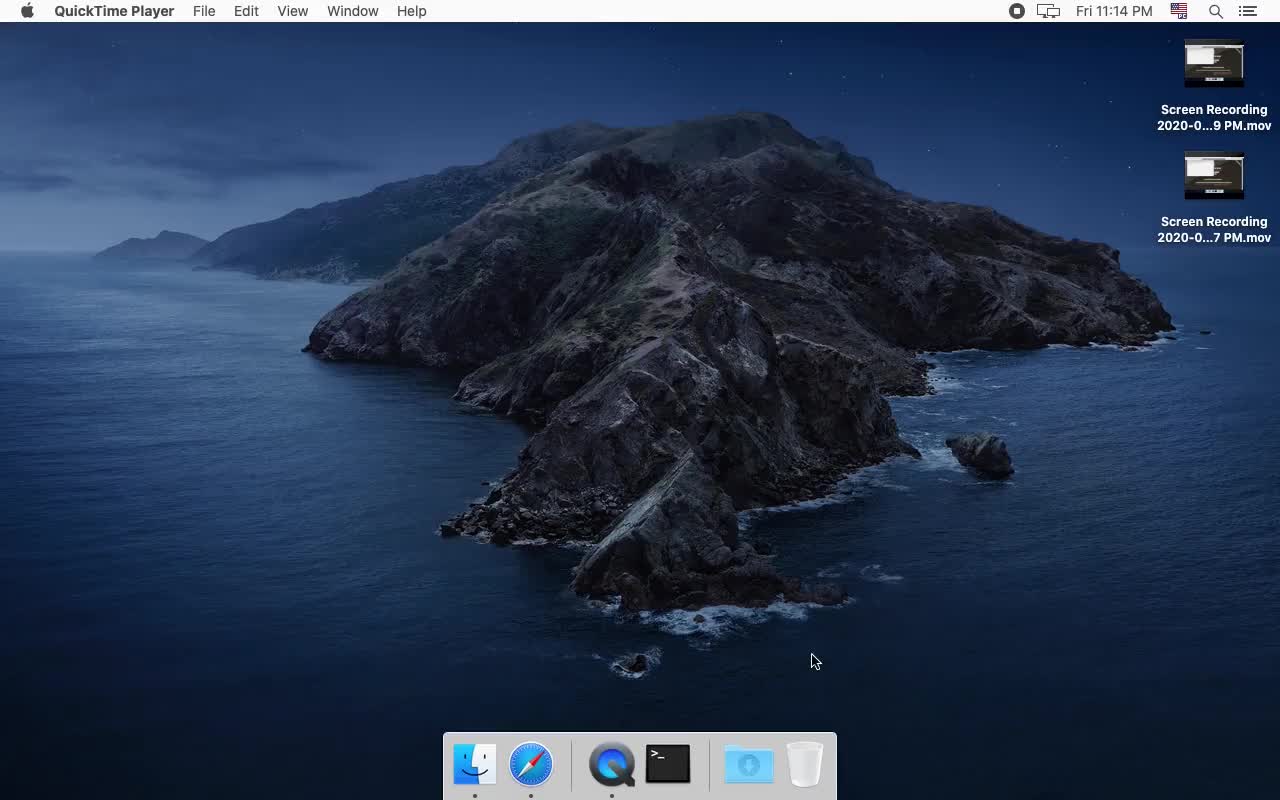 QuickTime Player File Edit View Window Help Fri 11:14 PM
Screen Recording
2020-0...9 PM.mov
Screen Recording
2020-0...7 PM.mov
>_